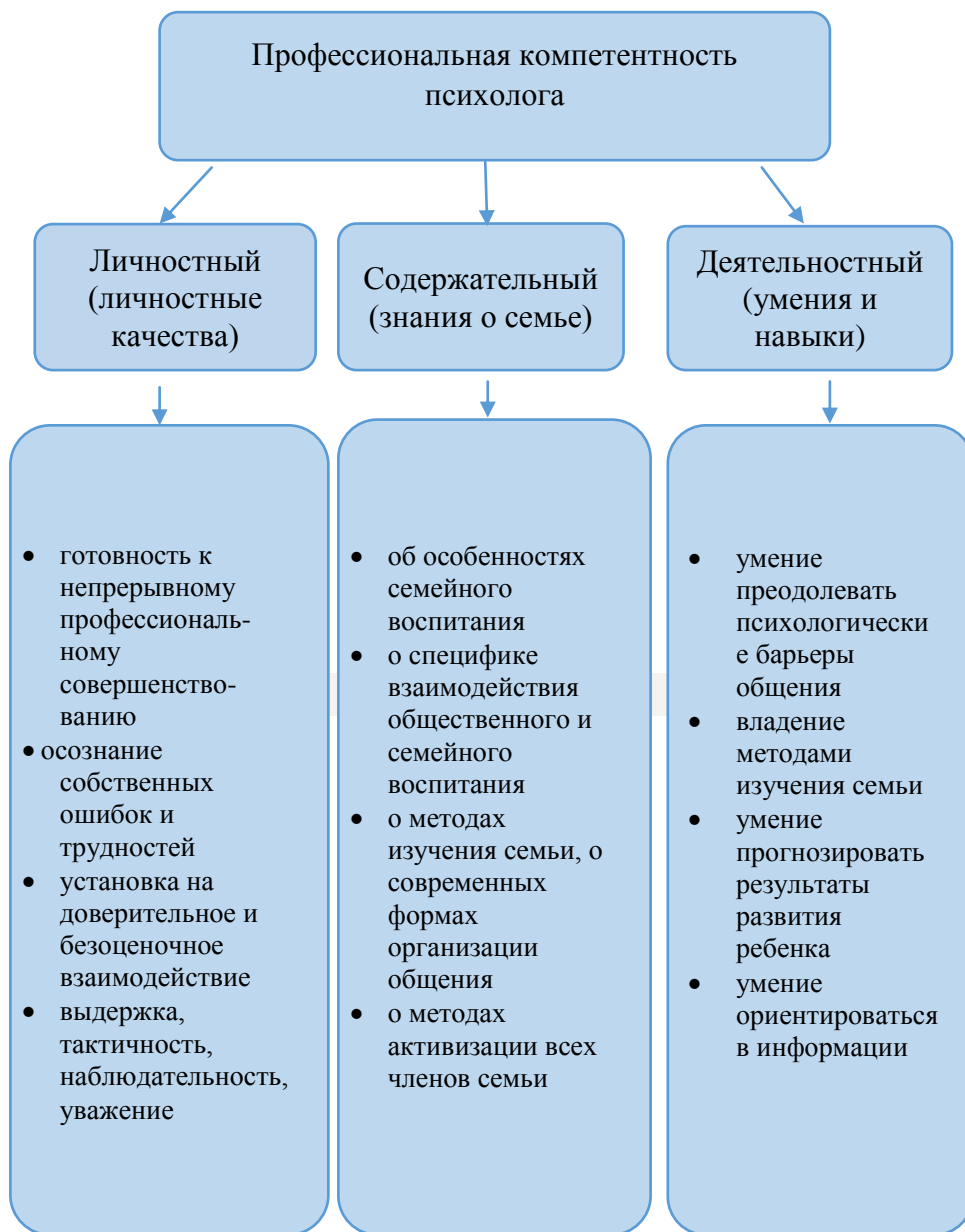 Профессиональная компетентность
психолога
Личностный
(личностные
качества)
Содержательный
(знания о семье)
Деятельностный
(умения и
навыки)
• готовность к
непрерывному
профессиональ-
ному
совершенство-
ванию
• осознание
собственных
ошибок и
трудностей
• установка на
доверительное и
безоценочное
взаимодействие
• выдержка,
тактичность,
наблюдательность,
уважение
• об особенностях
семейного
воспитания
• о специфике
взаимодействия
общественного и
семейного
воспитания
• о методах
изучения семьи, о
современных
формах
организации
общения
• о методах
активизации всех
членов семьи
• умение
преодолевать
психологически
е барьеры
общения
• владение
методами
изучения семьи
• умение
прогнозировать
результаты
развития
ребенка
• умение
ориентироваться
в информации